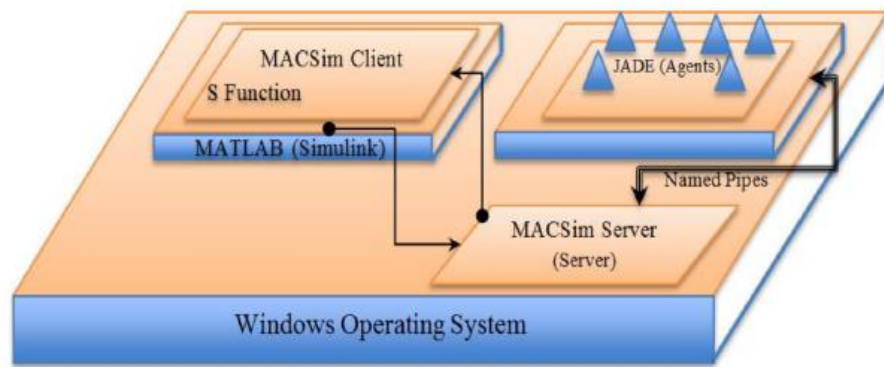 MACSim Client
S Function
MATLAB (Simulink)
JADE (Agents)
Named Pipes
MACSim Server
(Server)
Windows Operating System